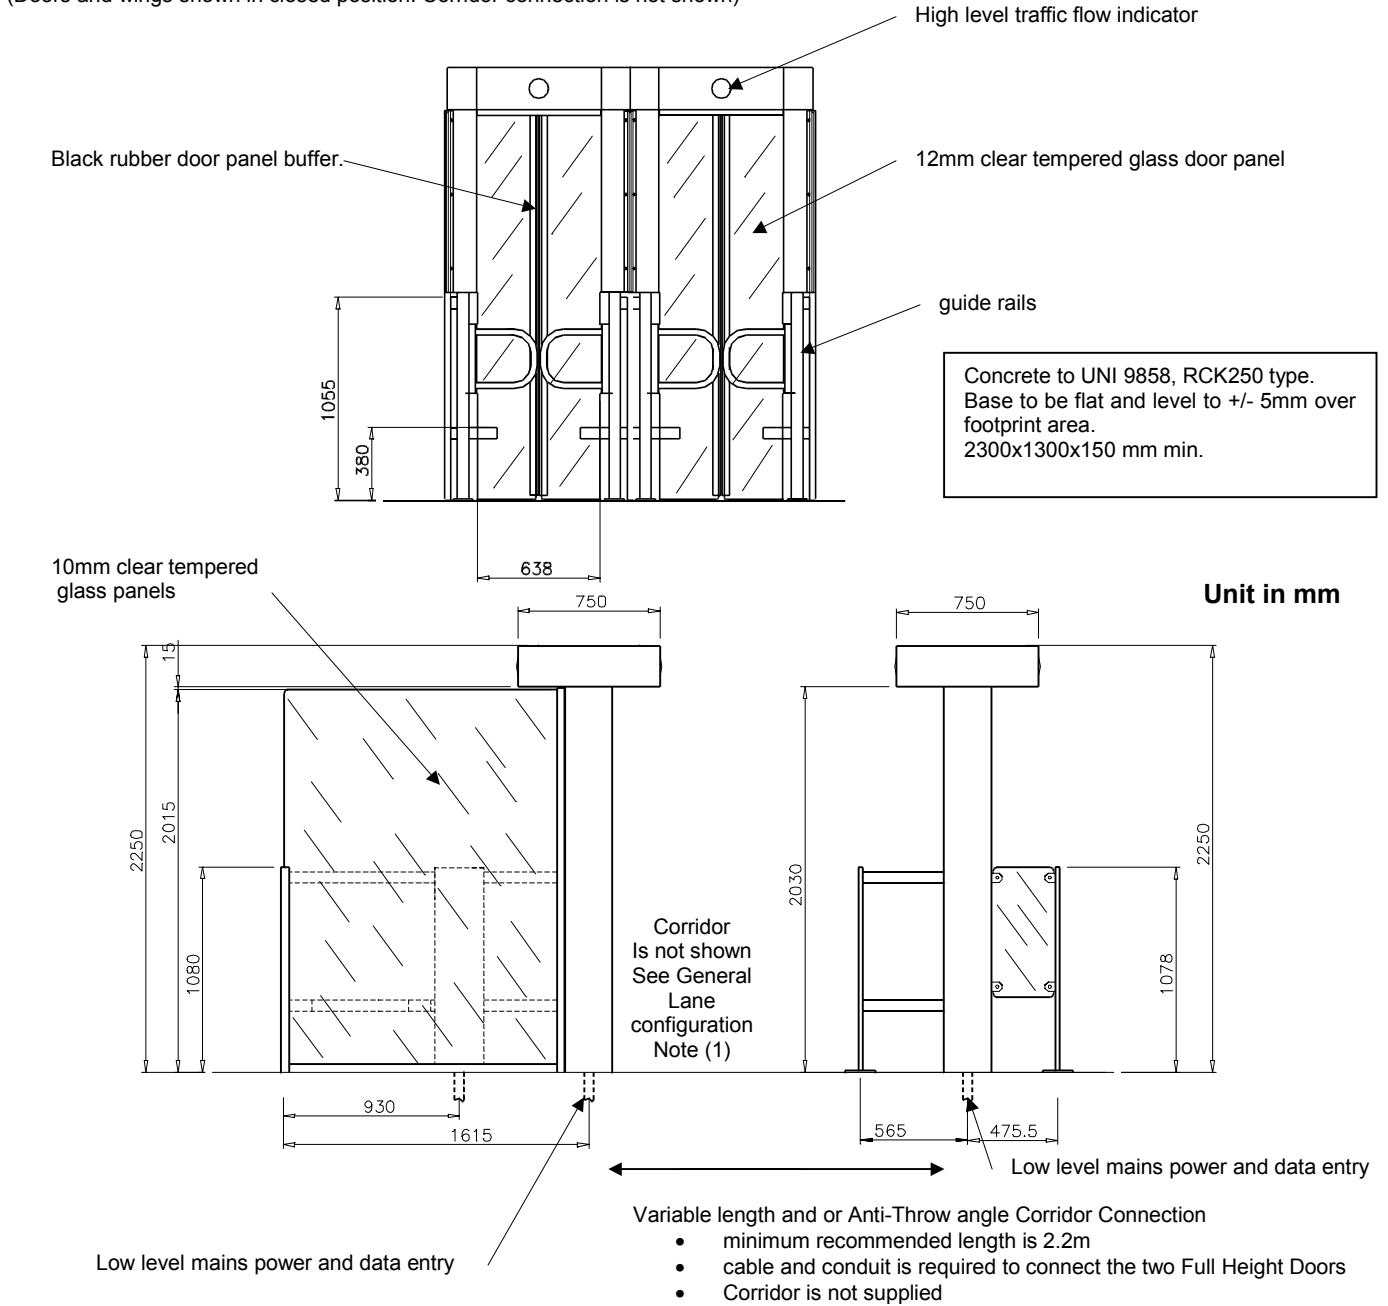 (Doors and wings shown in closed position. Corridor connection is not shown)
High level traffic flow indicator
Black rubber door panel buffer.
12mm clear tempered glass door panel
guide rails
1055
380
Concrete to UNI 9858, RCK250 type.
Base to be flat and level to +/- 5mm over
footprint area.
2300x1300x150 mm min.
638
10mm clear tempered
glass panels
Unit in mm
750
750
15
2250
2015
1080
2030
2250
1078
Corridor
Is not shown
See General
Lane
configuration
Note (1)
930
1615
565
475.5
Low level mains power and data entry
Low level mains power and data entry
Variable length and or Anti-Throw angle Corridor Connection
• minimum recommended length is 2.2m
• cable and conduit is required to connect the two Full Height Doors
• Corridor is not supplied